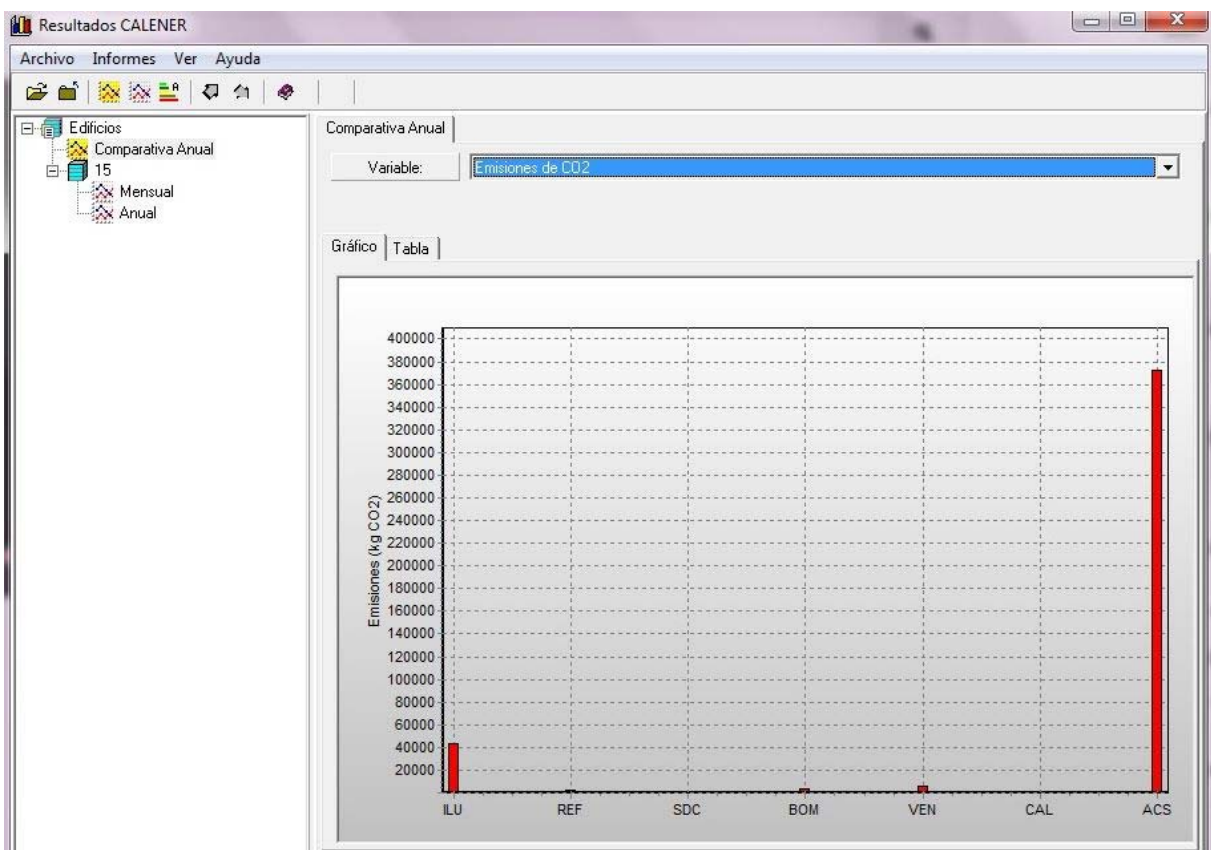 Resultados CALENER
Archivo Informes Ver Ayuda
Edificios
Comparativa Anual
15
Mensual
Anual
Comparativa Anual
Variable:
Emisiones de CO2
Gráfico
Tabla
400000
380000
360000
340000
320000
300000
280000
260000
240000
220000
200000
180000
160000
140000
120000
100000
80000
60000
40000
20000
Emisiones (kg CO2)
ILU REF SDC BOM VEN CAL ACS